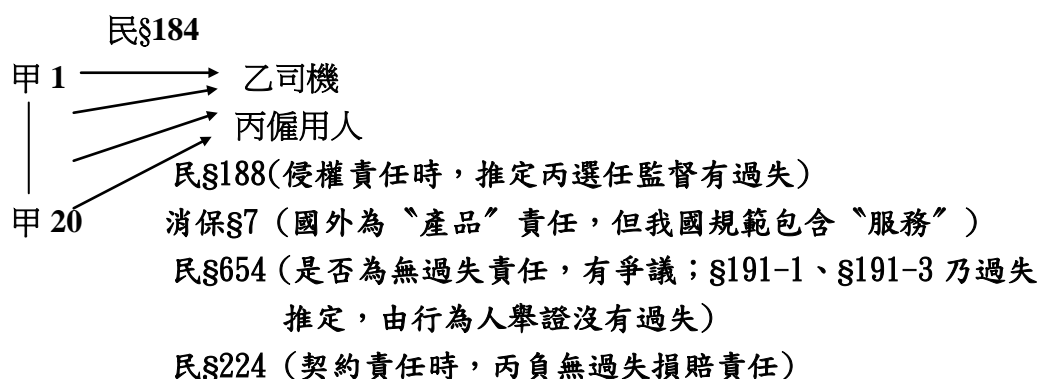 民§184
甲 1 乙司機
丙僱用人
民§188(侵權責任時，推定丙選任監督有過失)
甲 20 消保§7 (國外為〝產品〞責任，但我國規範包含〝服務〞)
民§654 (是否為無過失責任，有爭議；§191-1、§191-3 乃過失
推定，由行為人舉證沒有過失)
民§224 (契約責任時，丙負無過失損賠責任)